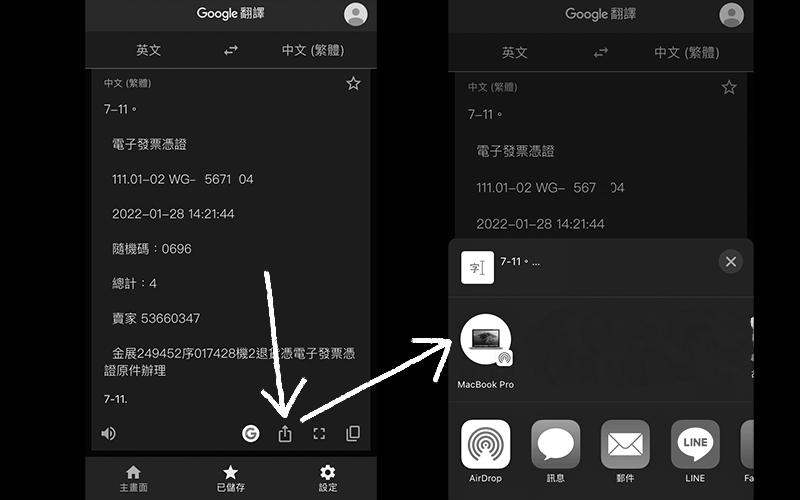 Google 翻譯
英文
中文 (繁體)
中文 (繁體)
7-11。
電子發票憑證
111.01-02 WG- 5671 04
2022-01-28 14:21:44
隨機碼：0696
總計：4
賣家 53660347
金展249452序017428機2退貨憑電子發票憑
證原件辦理
7-11.
主畫面
已儲存
設定
Google 翻譯
英文
中文 (繁體)
中文 (繁體)
7-11。
電子發票憑證
111.01-02 WG- 567 04
2022-01-28 14:21:44
字
7-11。...
MacBook Pro
AirDrop
訊息
郵件
LINE
LINE
Fa